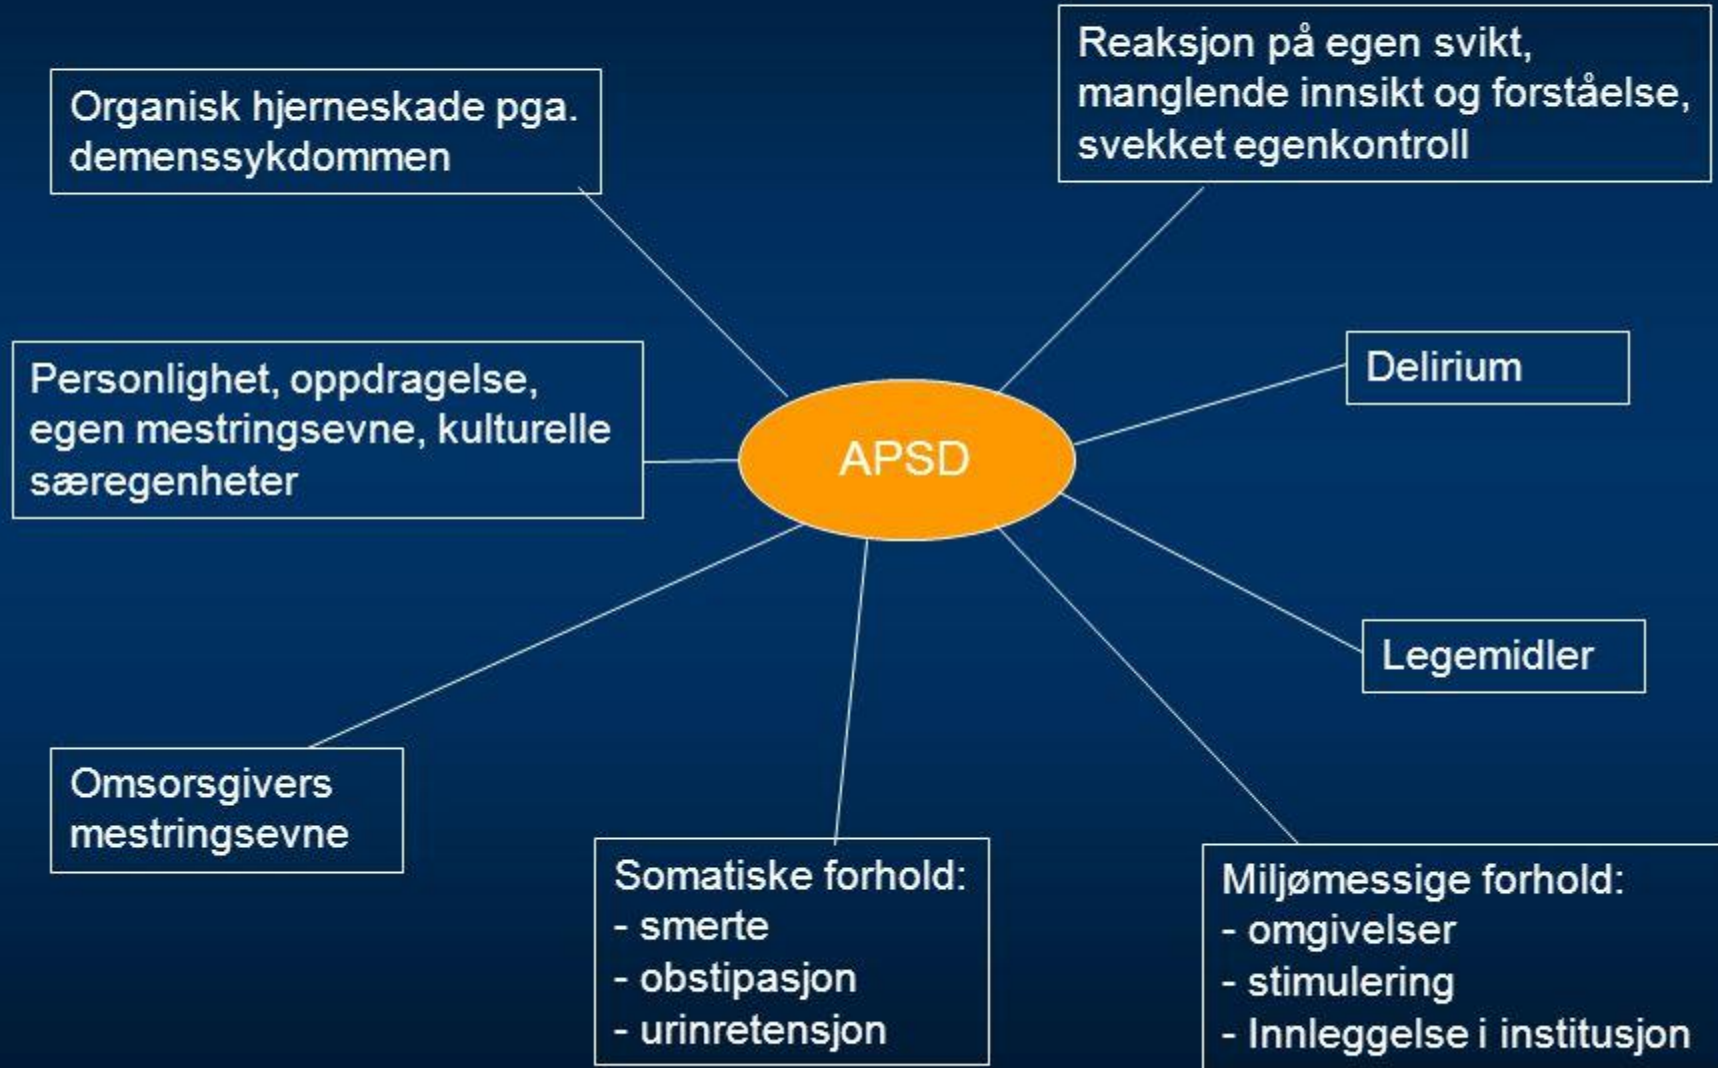 Organisk hjerneskade pga.
demenssykdommen
Reaksjon på egen svikt,
manglende innsikt og forståelse,
svekket egenkontroll
Personlighet, oppdragelse,
egen mestringsevne, kulturelle
særegenheter
Delirium
APSD
Legemidler
Omsorsgivers
mestringsevne
Somatiske forhold:
- smerte
- obstipasjon
- urinretensjon
Miljømessige forhold:
- omgivelser
- stimulering
- Innleggelse i institusjon